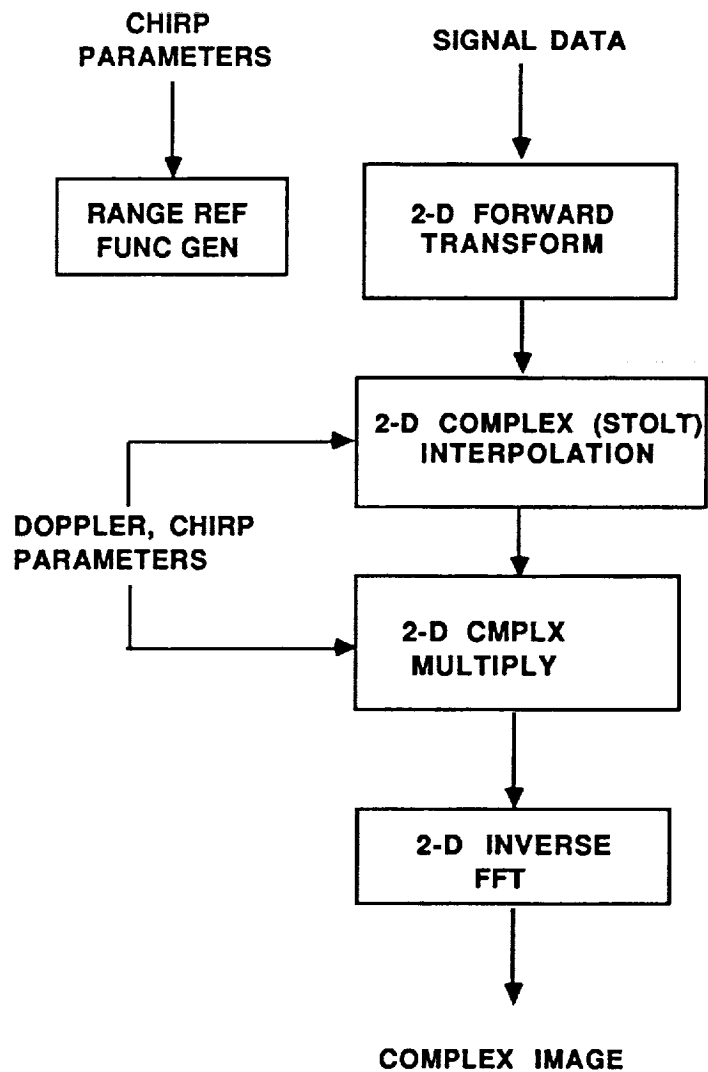 CHIRP
PARAMETERS
SIGNAL DATA
RANGE REF
FUNC GEN
2-D FORWARD
TRANSFORM
2-D COMPLEX (STOLT)
INTERPOLATION
DOPPLER, CHIRP
PARAMETERS
2-D CMPLX
MULTIPLY
2-D INVERSE
FFT
COMPLEX IMAGE